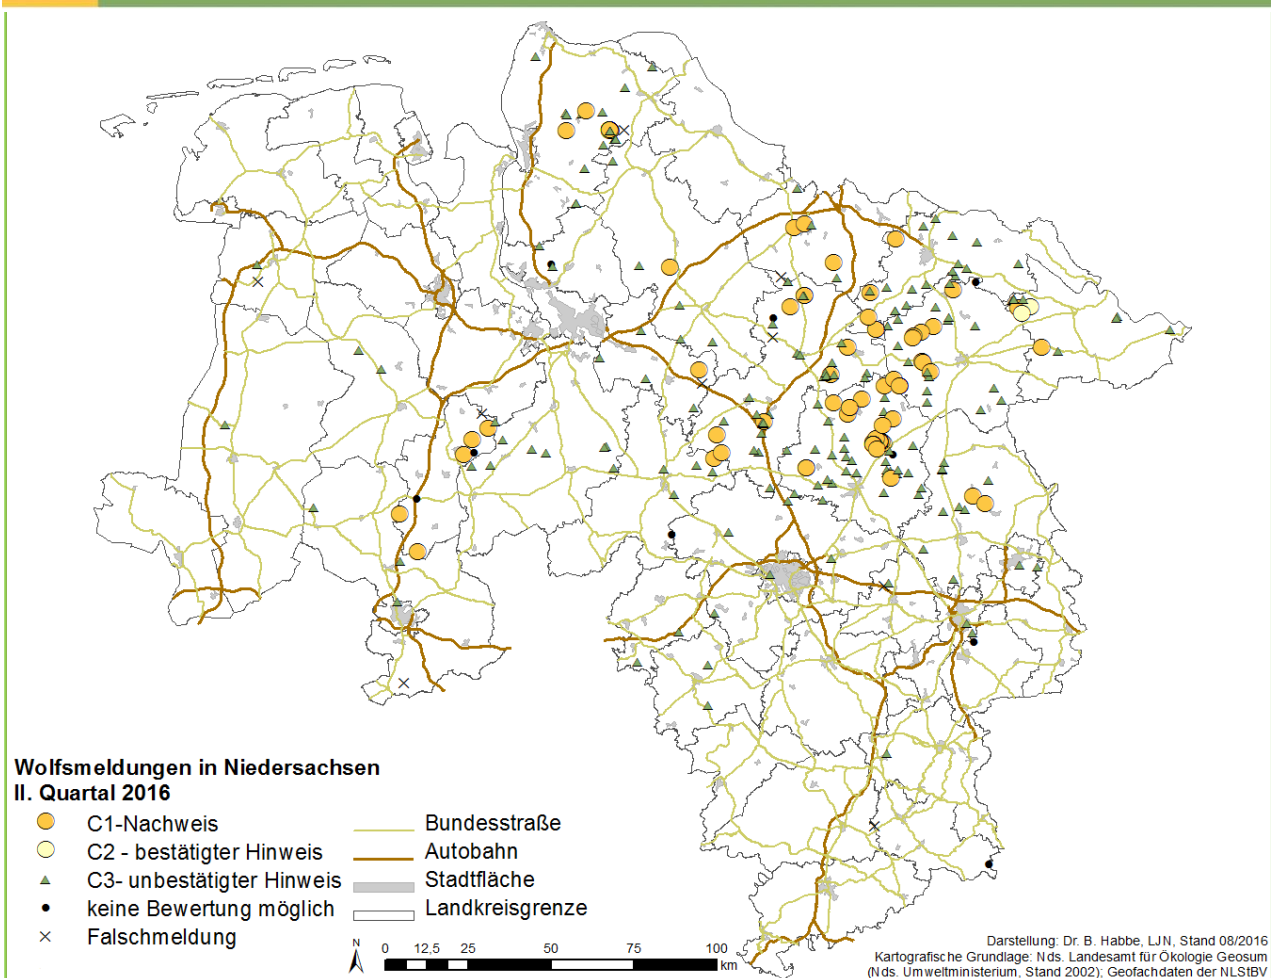 Wolfsmeldungen in Niedersachsen
II. Quartal 2016
C1-Nachweis
C2 - bestätigter Hinweis
C3- unbestätigter Hinweis
keine Bewertung möglich
Falschmeldung
Bundesstraße
Autobahn
Stadtfläche
Landkreisgrenze
N
0 12,5 25 50 75 100
km
Darstellung: Dr. B. Habbe, LJN, Stand 08/2016
Kartografische Grundlage: Nds. Landesamt für Ökologie Geosum
(Nds. Umweltministerium, Stand 2002); Geofachdaten der NLStBV